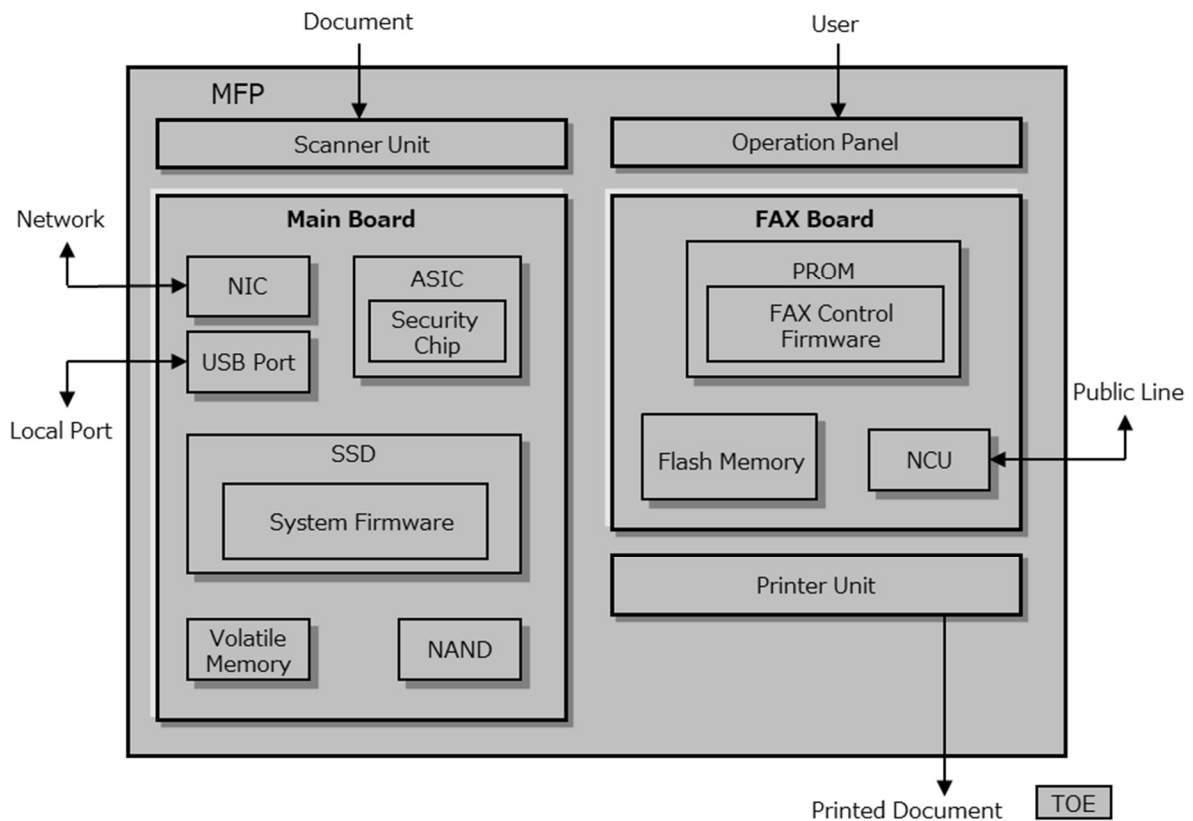 Document
User
MFP
Scanner Unit
Operation Panel
Network
Main Board
NIC
ASIC
Security
Chip
USB Port
Local Port
SSD
System Firmware
Volatile
Memory
NAND
FAX Board
PROM
FAX Control
Firmware
Public Line
Flash Memory
NCU
Printer Unit
Printed Document
TOE